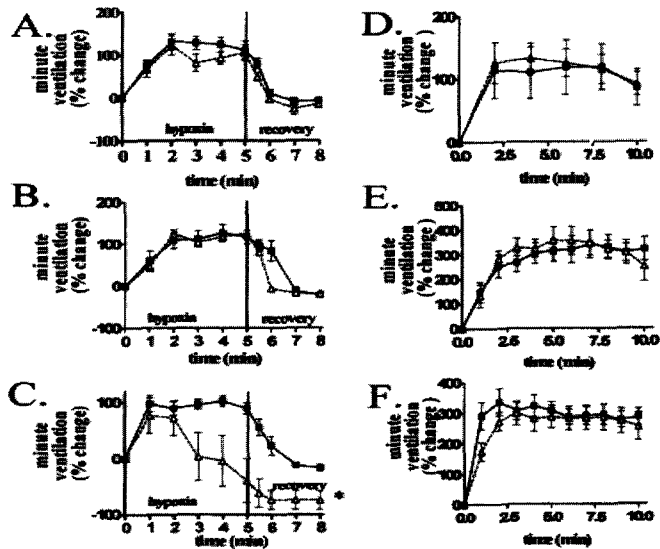 A.
minute
ventilation
(% change)
200
100
0
-100
hypoxia
recovery
0 1 2 3 4 5 6 7 8
time (min)
B.
minute
ventilation
(% change)
200
100
0
-100
hypoxia
recovery
0 1 2 3 4 5 6 7 8
time (min)
C.
minute
ventilation
(% change)
100
0
-100
hypoxia
recovery
*
0 1 2 3 4 5 6 7 8
time (min)
D.
minute
ventilation
(% change)
200
100
0
0.0 2.5 5.0 7.5 10.0
time (min)
E.
minute
ventilation
(% change)
500
400
300
200
100
0
0.0 2.5 5.0 7.5 10.0
time (min)
F.
minute
ventilation
(% change)
400
300
200
100
0
0.0 2.5 5.0 7.5 10.0
time (min)